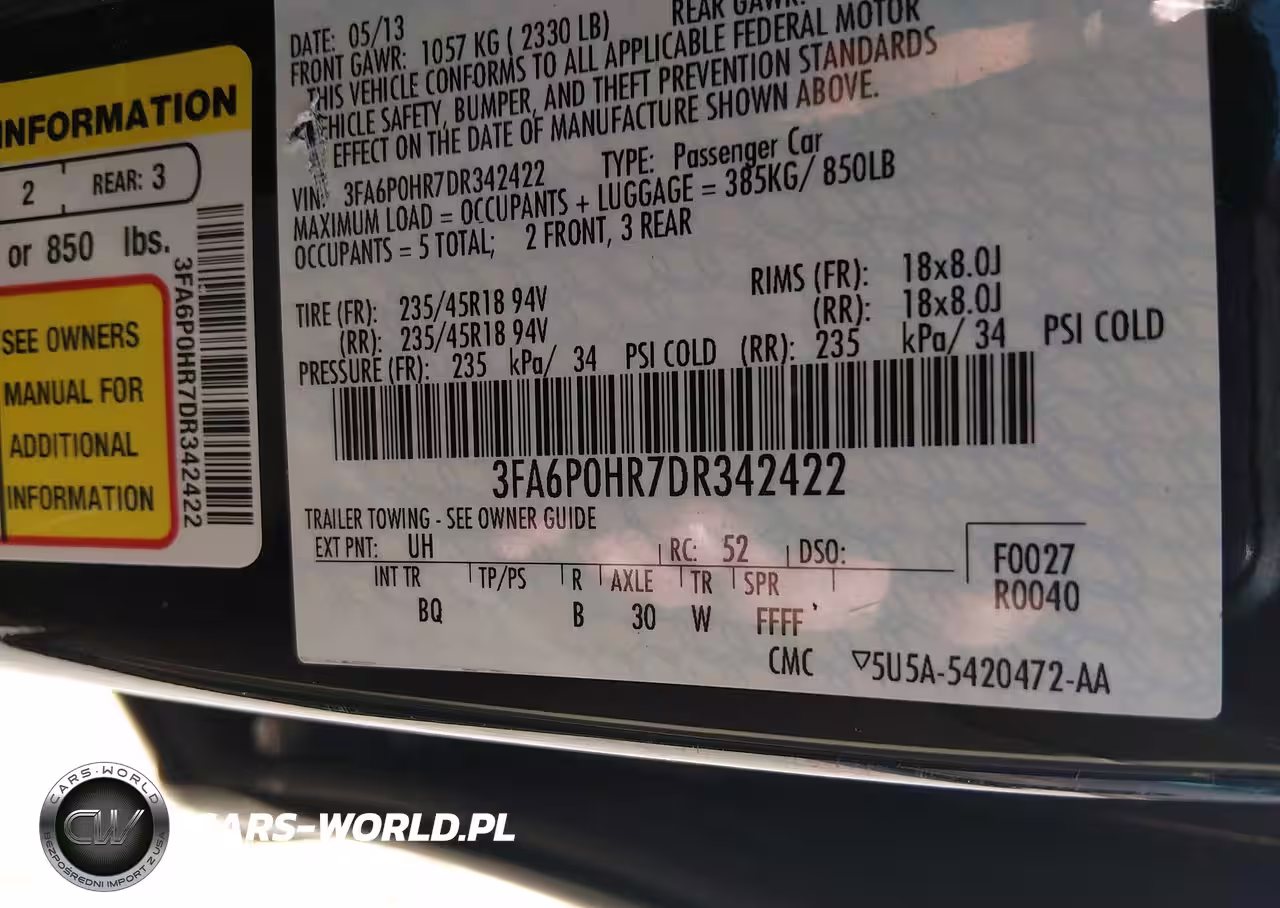 INFORMATION
2 REAR: 3
or 850 lbs.
3FA6P0HR7DR342422
SEE OWNERS
MANUAL FOR
ADDITIONAL
INFORMATION
REAR GAWR:
DATE: 05/13
FRONT GAWR: 1057 KG ( 2330 LB)
THIS VEHICLE CONFORMS TO ALL APPLICABLE FEDERAL MOTOR
EHICLE SAFETY, BUMPER, AND THEFT PREVENTION STANDARDS
EFFECT ON THE DATE OF MANUFACTURE SHOWN ABOVE.
VIN: 3FA6P0HR7DR342422 TYPE: Passenger Car
MAXIMUM LOAD = OCCUPANTS + LUGGAGE = 385KG/ 850LB
OCCUPANTS = 5 TOTAL; 2 FRONT, 3 REAR
TIRE (FR): 235/45R18 94V RIMS (FR): 18x8.0J
(RR): 235/45R18 94V (RR): 18x8.0J
PRESSURE (FR): 235 kPa/ 34 PSI COLD (RR): 235 kPa/ 34 PSI COLD
3FA6P0HR7DR342422
TRAILER TOWING - SEE OWNER GUIDE
EXT PNT: UH RC: 52 DSO:
INT TR TP/PS R AXLE TR SPR
BQ B 30 W FFFF
F0027
R0040
CMC ▽5U5A-5420472-AA
CARS-WORLD
CW
BEZPOŚREDNI IMPORT Z USA
CARS-WORLD.PL